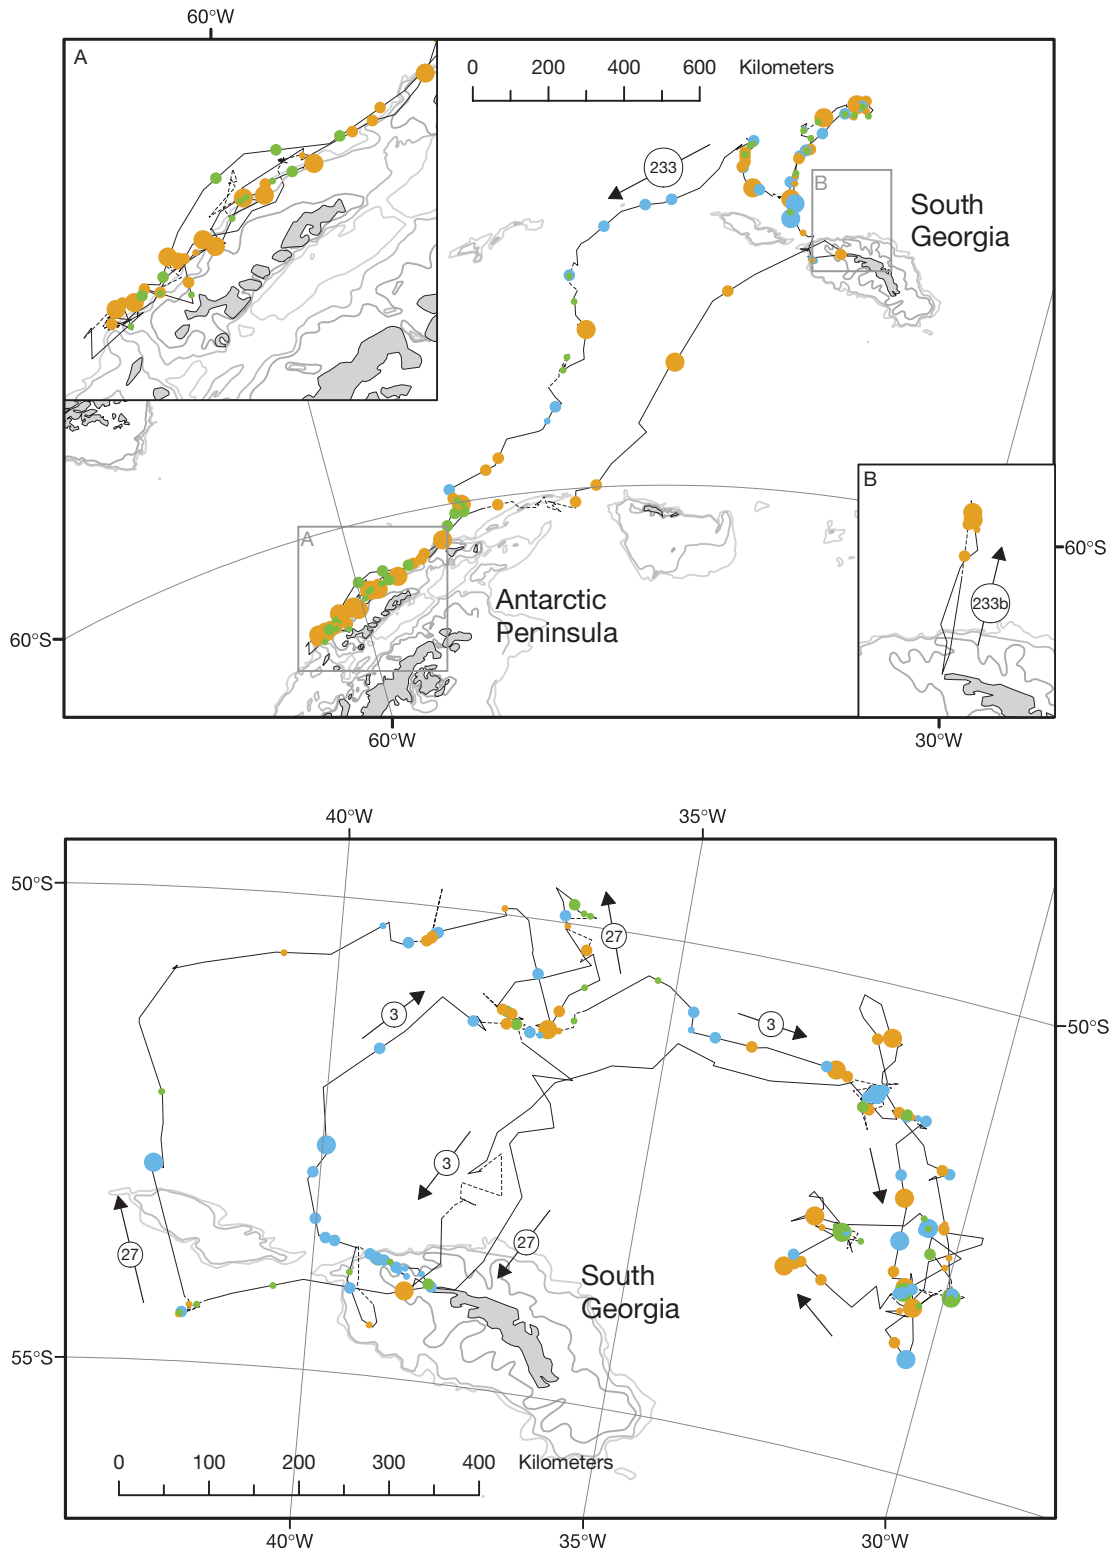 60°W
A
0 200 400 600 Kilometers
233
B
South
Georgia
A
B
60°S
233b
Antarctic
Peninsula
60°S
60°W
30°W
40°W
35°W
50°S
27
3
3
50°S
3
27
27
South
Georgia
55°S
0 100 200 300 400 Kilometers
40°W
35°W
30°W